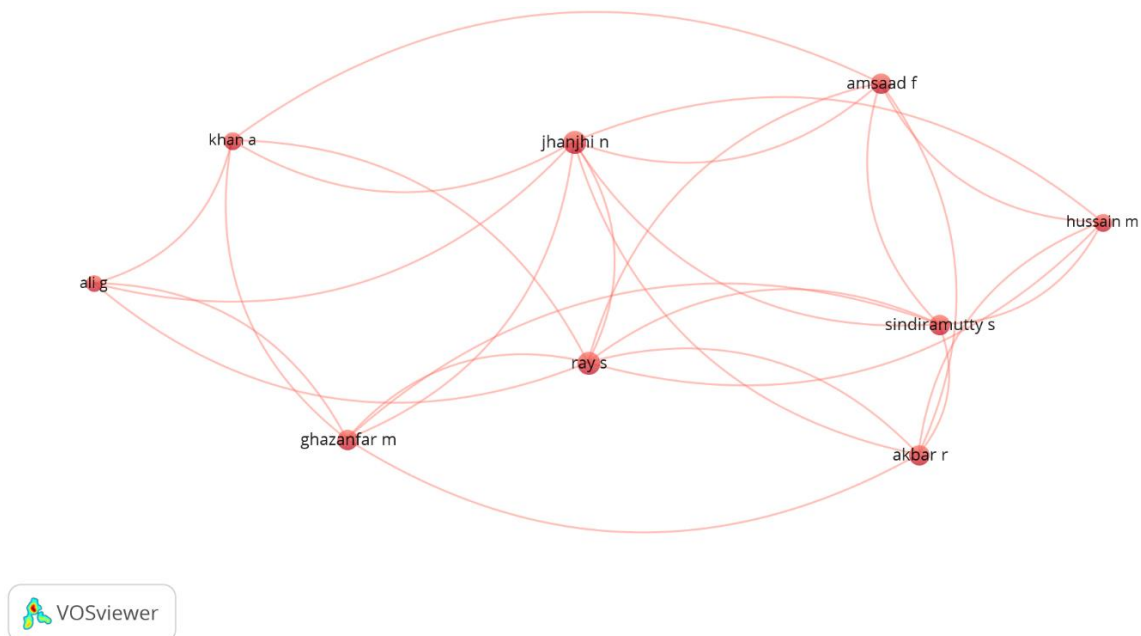 amsaad f
khan a
jhanjhi n
hussain m
ali g
sindiramutty s
ray s
ghazanfar m
akbar r
VOSviewer